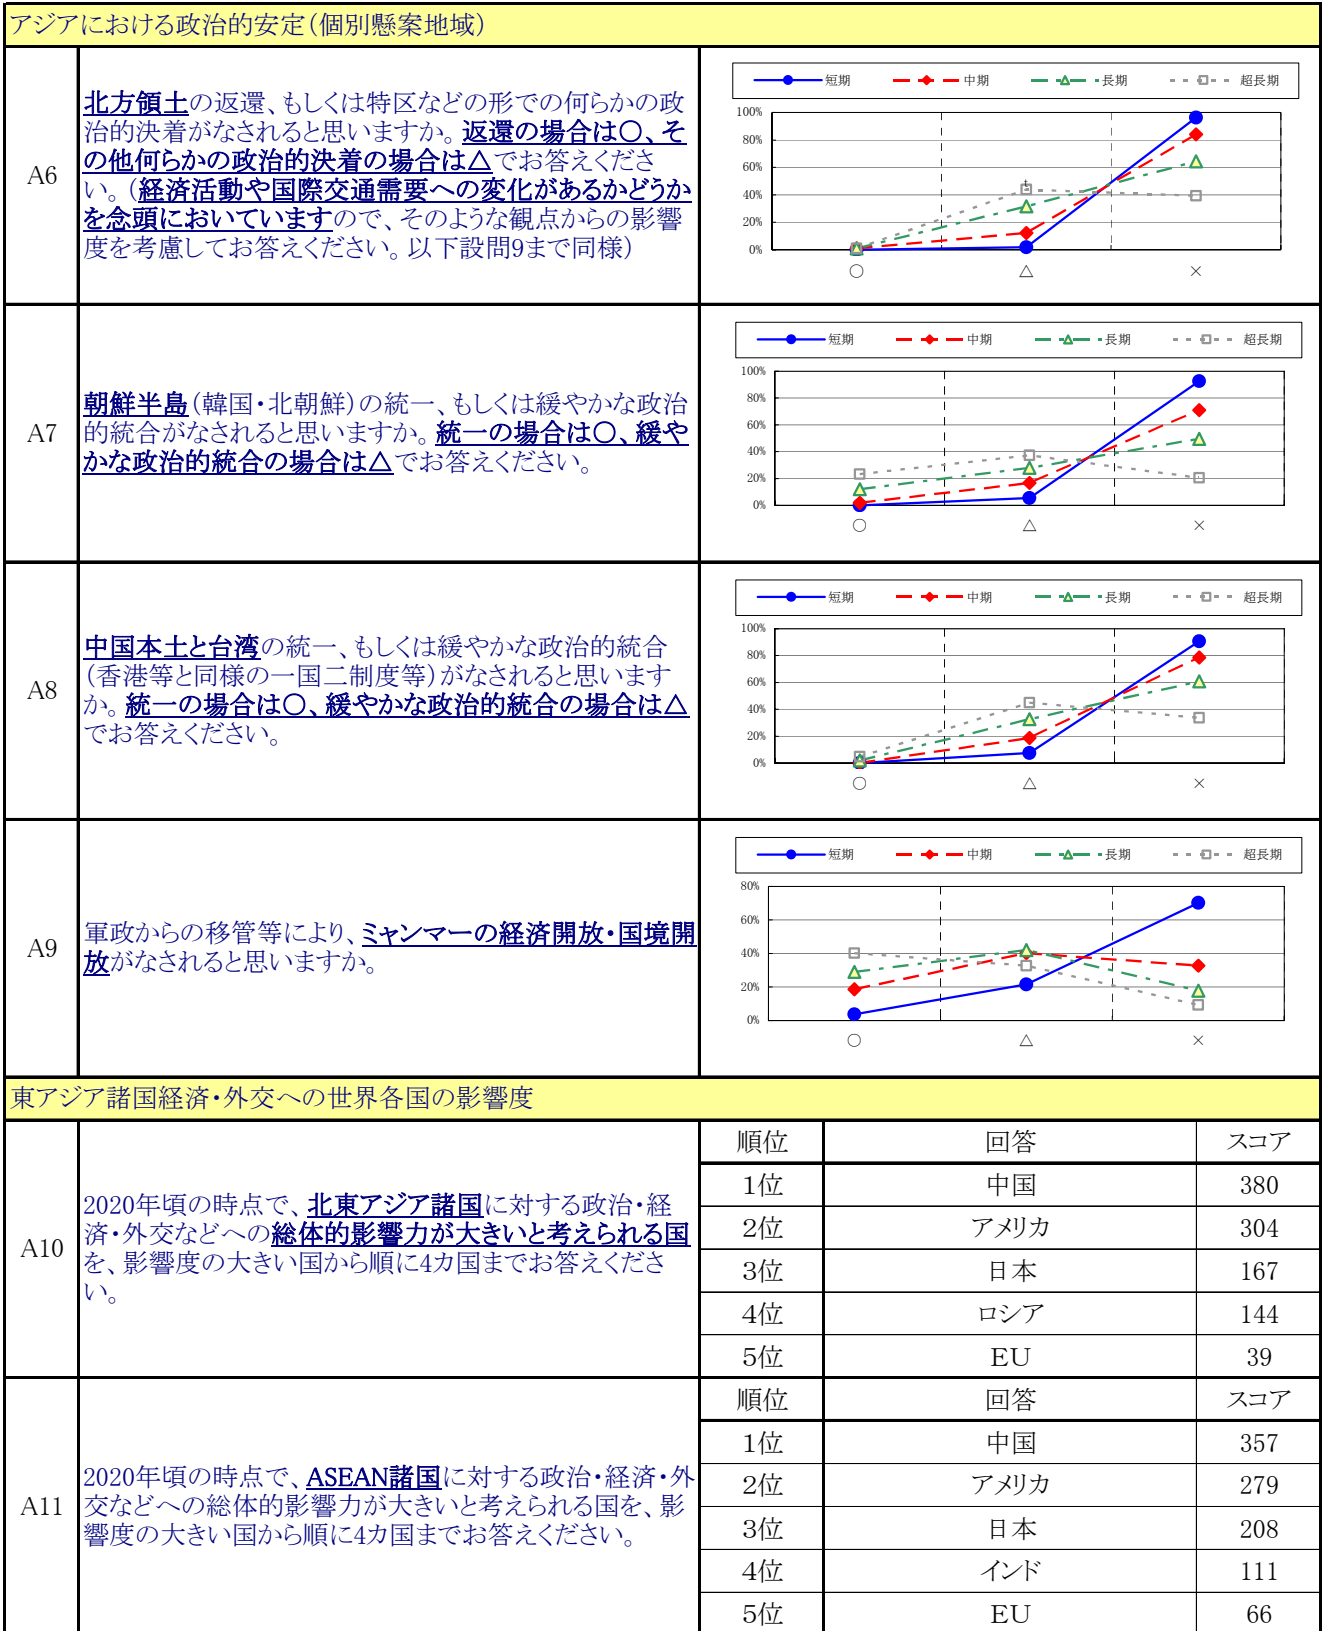 アジアにおける政治的安定（個別懸案地域）
A6
北方領土の返還、もしくは特区などの形での何らかの政
治的決着がなされると思いますか。返還の場合は○、そ
の他何らかの政治的決着の場合は△でお答えくださ
い。（経済活動や国際交通需要への変化があるかどうか
を念頭においていますので、そのような観点からの影響
度を考慮してお答えください。以下設問9まで同様）
短期 中期 長期 超長期
100%
80%
60%
40%
20%
0%
○ △ ×
A7
朝鮮半島（韓国・北朝鮮）の統一、もしくは緩やかな政治
的統合がなされると思いますか。統一の場合は○、緩や
かな政治的統合の場合は△でお答えください。
短期 中期 長期 超長期
100%
80%
60%
40%
20%
0%
○ △ ×
A8
中国本土と台湾の統一、もしくは緩やかな政治的統合
（香港等と同様の一国二制度等）がなされると思います
か。統一の場合は○、緩やかな政治的統合の場合は△
でお答えください。
短期 中期 長期 超長期
100%
80%
60%
40%
20%
0%
○ △ ×
A9
軍政からの移管等により、ミャンマーの経済開放・国境開
放がなされると思いますか。
短期 中期 長期 超長期
80%
60%
40%
20%
0%
○ △ ×
東アジア諸国経済・外交への世界各国の影響度
A10
2020年頃の時点で、北東アジア諸国に対する政治・経
済・外交などへの総体的影響力が大きいと考えられる国
を、影響度の大きい国から順に4カ国までお答えくださ
い。
順位 回答 スコア
1位 中国 380
2位 アメリカ 304
3位 日本 167
4位 ロシア 144
5位 EU 39
A11
2020年頃の時点で、ASEAN諸国に対する政治・経済・外
交などへの総体的影響力が大きいと考えられる国を、影
響度の大きい国から順に4カ国までお答えください。
順位 回答 スコア
1位 中国 357
2位 アメリカ 279
3位 日本 208
4位 インド 111
5位 EU 66